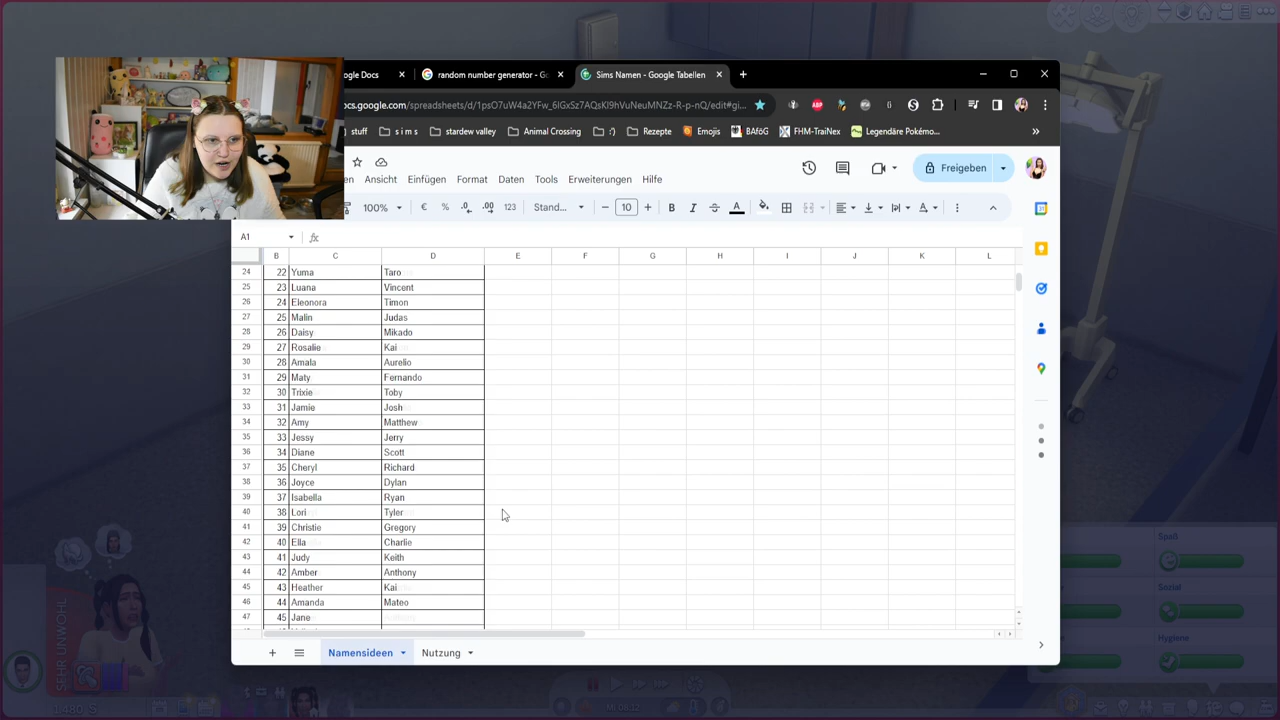 gle Docs
random number generator - Go
Sims Namen - Google Tabellen
ocs.google.com/spreadsheets/d/1psO7uW4a2YFw_6IGxSz7AQsKl9hVuNeuMNZz-R-p-nQ/edit#gi...
stuff
s i m s
stardew valley
Animal Crossing
:')
Rezepte
Emojis
BAföG
FHM-TraiNex
Legendäre Pokémo...
Ansicht Einfügen Format Daten Tools Erweiterungen Hilfe
Freigeben
100% € % .0 .00 123 Stand... 10 B I S A
A1 fx
B C D E F G H I J K L
24 22 Yuma Taro
25 23 Luana Vincent
26 24 Eleonora Timon
27 25 Malin Judas
28 26 Daisy Mikado
29 27 Rosalie Kai
30 28 Amala Aurelio
31 29 Maty Fernando
32 30 Trixie Toby
33 31 Jamie Josh
34 32 Amy Matthew
35 33 Jessy Jerry
36 34 Diane Scott
37 35 Cheryl Richard
38 36 Joyce Dylan
39 37 Isabella Ryan
40 38 Lori Tyler
41 39 Christie Gregory
42 40 Ella Charlie
43 41 Judy Keith
44 42 Amber Anthony
45 43 Heather Kai
46 44 Amanda Mateo
47 45 Jane
Namensideen Nutzung
Spaß
Sozial
Hygiene
SEHR UNWOHL
1.480 S